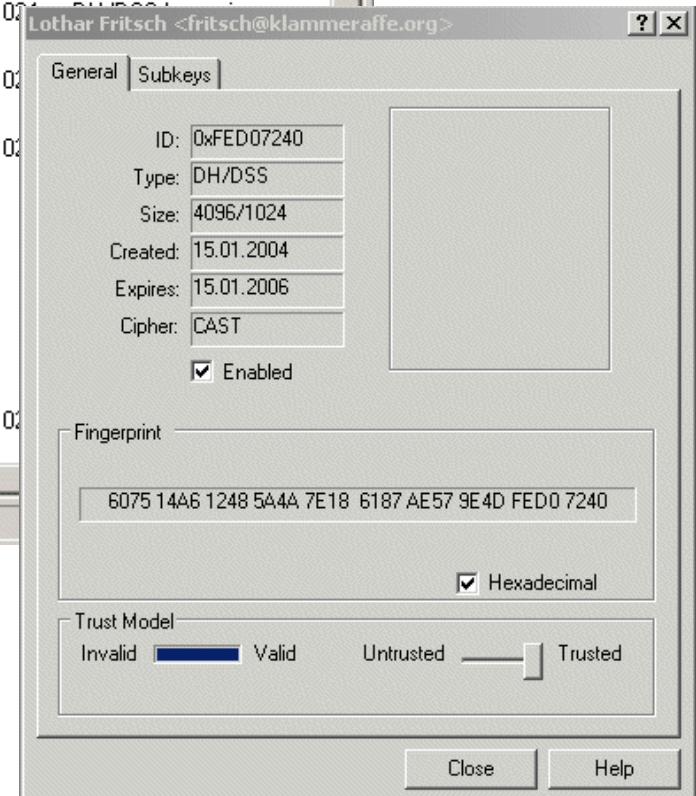 Lothar Fritsch <fritsch@klammeraffe.org>
General Subkeys
ID: 0xFED07240
Type: DH/DSS
Size: 4096/1024
Created: 15.01.2004
Expires: 15.01.2006
Cipher: CAST
Enabled
Fingerprint
6075 14A6 1248 5A4A 7E18 6187 AE57 9E4D FED0 7240
Hexadecimal
Trust Model
Invalid Valid Untrusted Trusted
Close Help